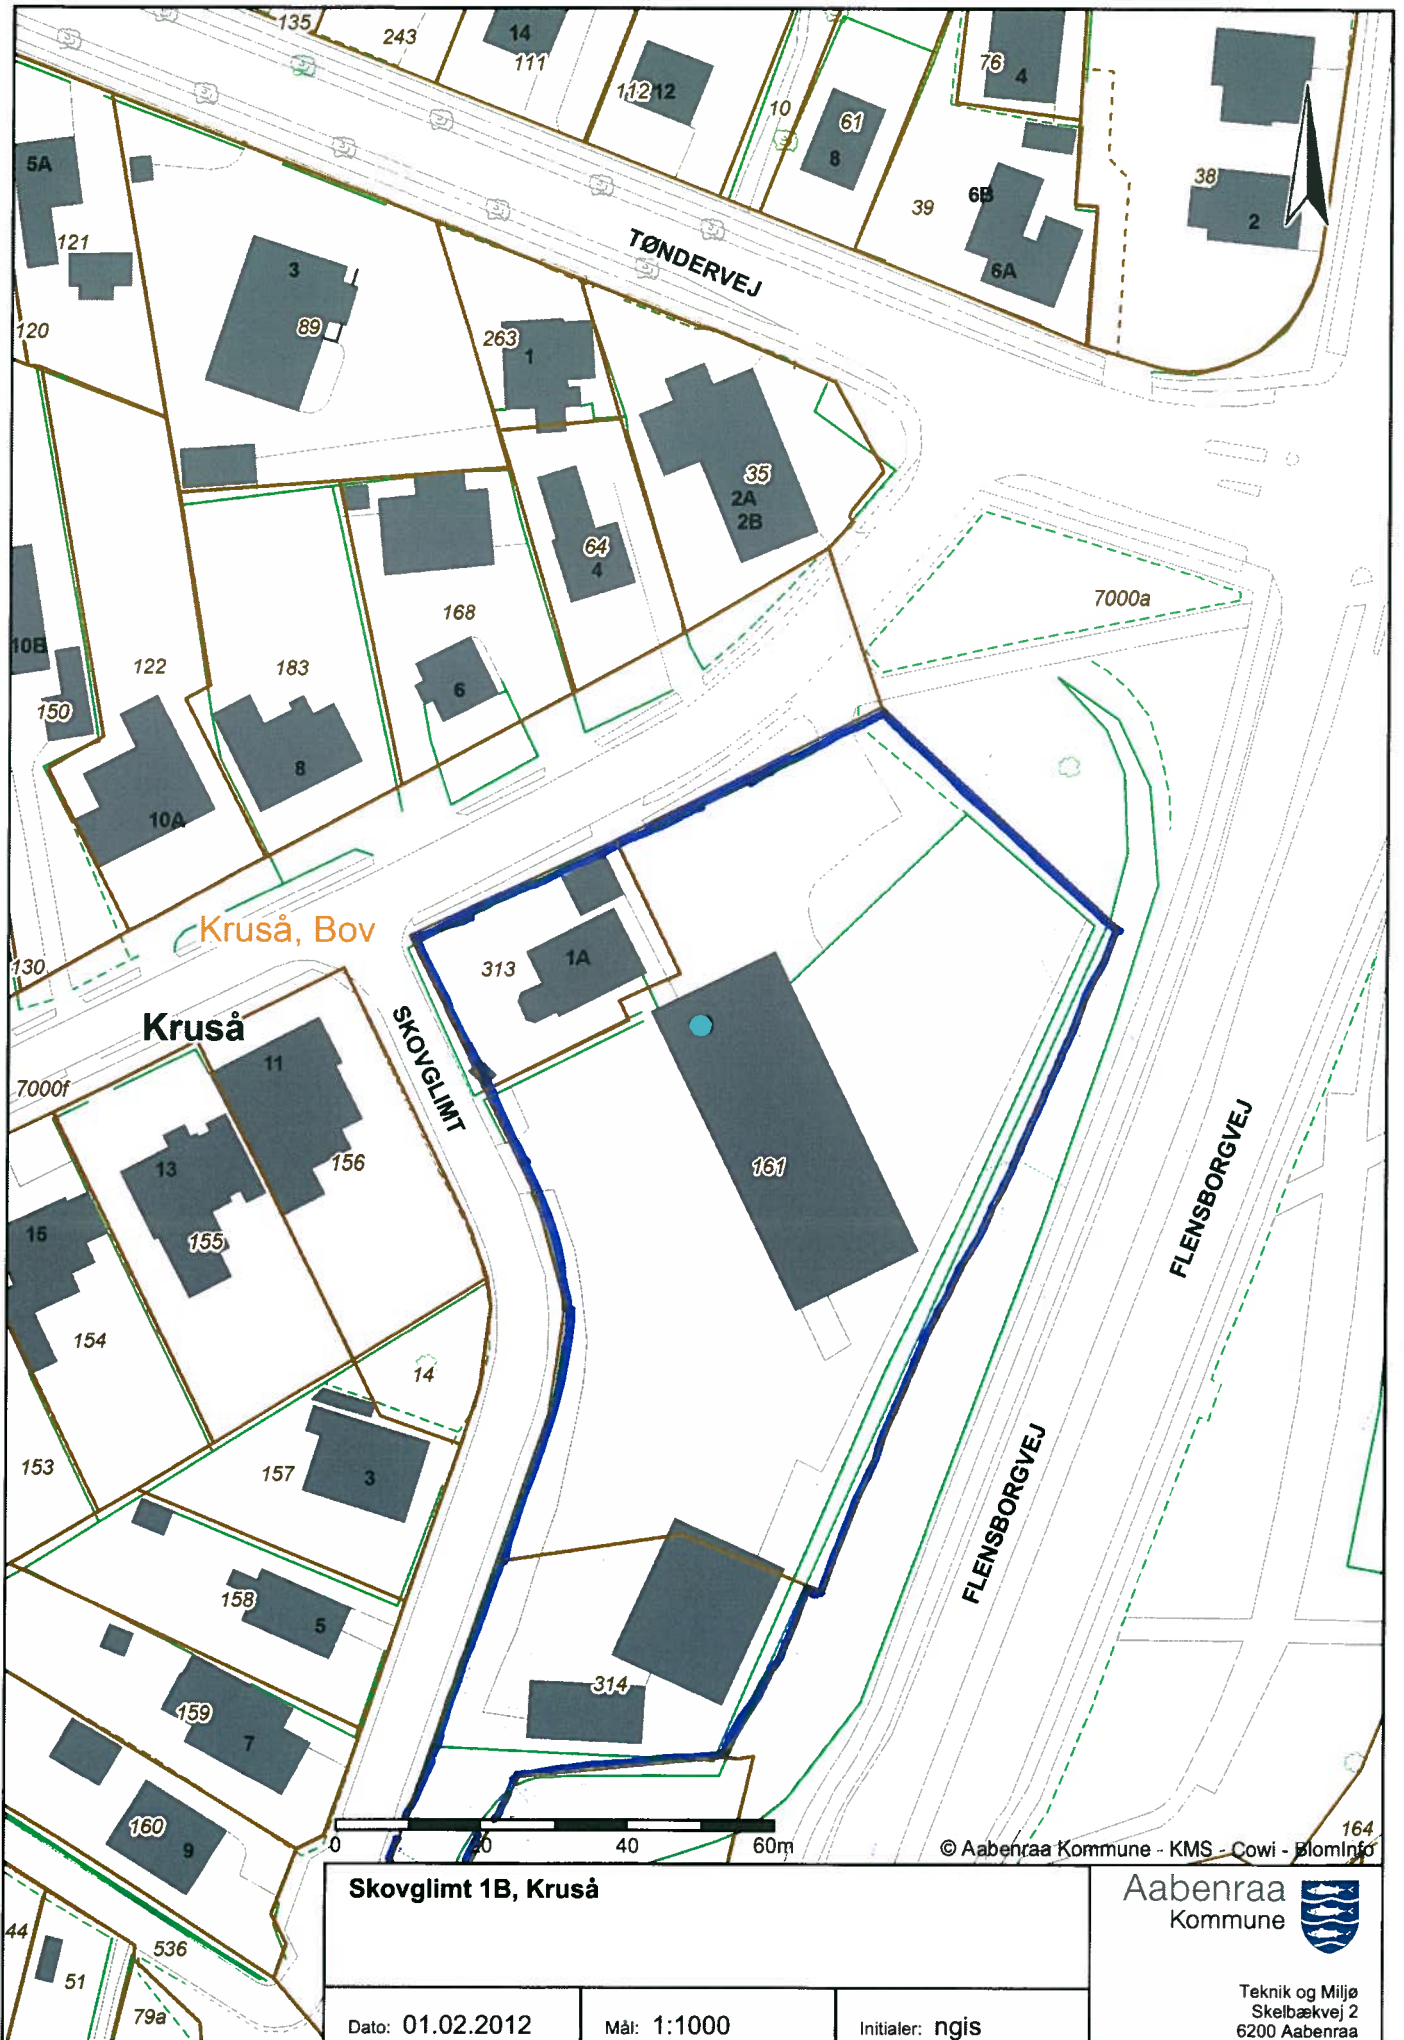 135
243
14
111
112
12
10
61
8
76
4
39
6B
6A
38
2
5A
121
120
3
89
TØNDERVEJ
263
1
35
2A
2B
64
4
168
6
7000a
10B
150
122
183
8
10A
Kruså, Bov
130
Kruså
7000f
313
1A
SKOVGLIMT
11
156
13
155
15
154
161
FLENSBORGVEJ
14
153
157
3
FLENSBORGVEJ
158
5
314
159
7
160
9
164
0
20
40
60m
© Aabenraa Kommune - KMS - Cowi - BlomInfo
44
51
536
79a
Skovglimt 1B, Kruså
Aabenraa
Kommune
Teknik og Miljø
Skelbækvej 2
6200 Aabenraa
Dato: 01.02.2012
Mål: 1:1000
Initialer: ngis